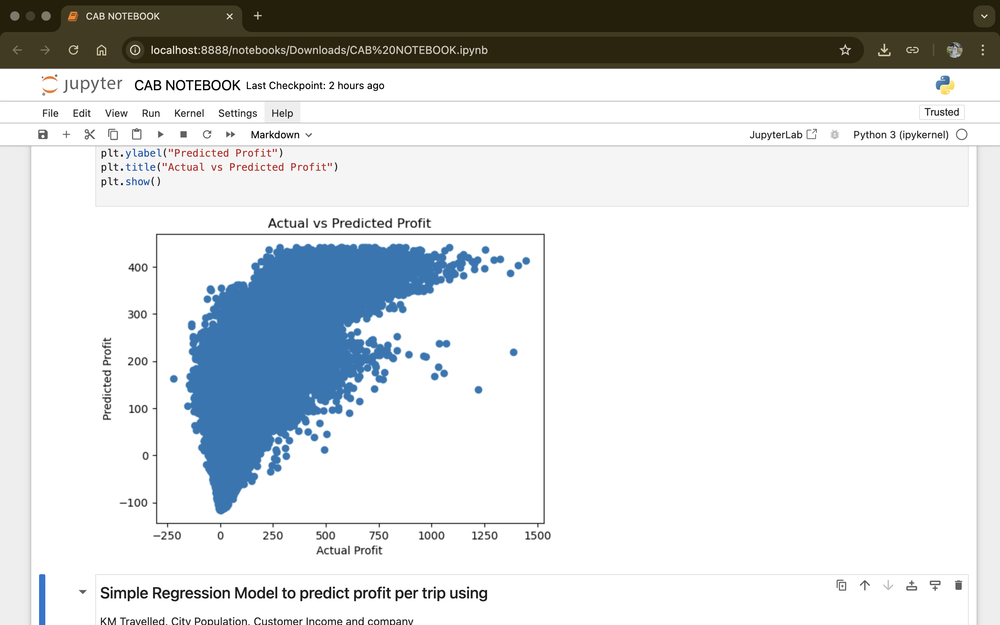 CAB NOTEBOOK
localhost:8888/notebooks/Downloads/CAB%20NOTEBOOK.ipynb
jupyter CAB NOTEBOOK Last Checkpoint: 2 hours ago
File Edit View Run Kernel Settings Help Trusted
Markdown JupyterLab Python 3 (ipykernel)
plt.ylabel("Predicted Profit")
plt.title("Actual vs Predicted Profit")
plt.show()
Actual vs Predicted Profit
400
300
200
100
0
−100
Predicted Profit
−250 0 250 500 750 1000 1250 1500
Actual Profit
Simple Regression Model to predict profit per trip using
KM Travelled, City Population, Customer Income and company